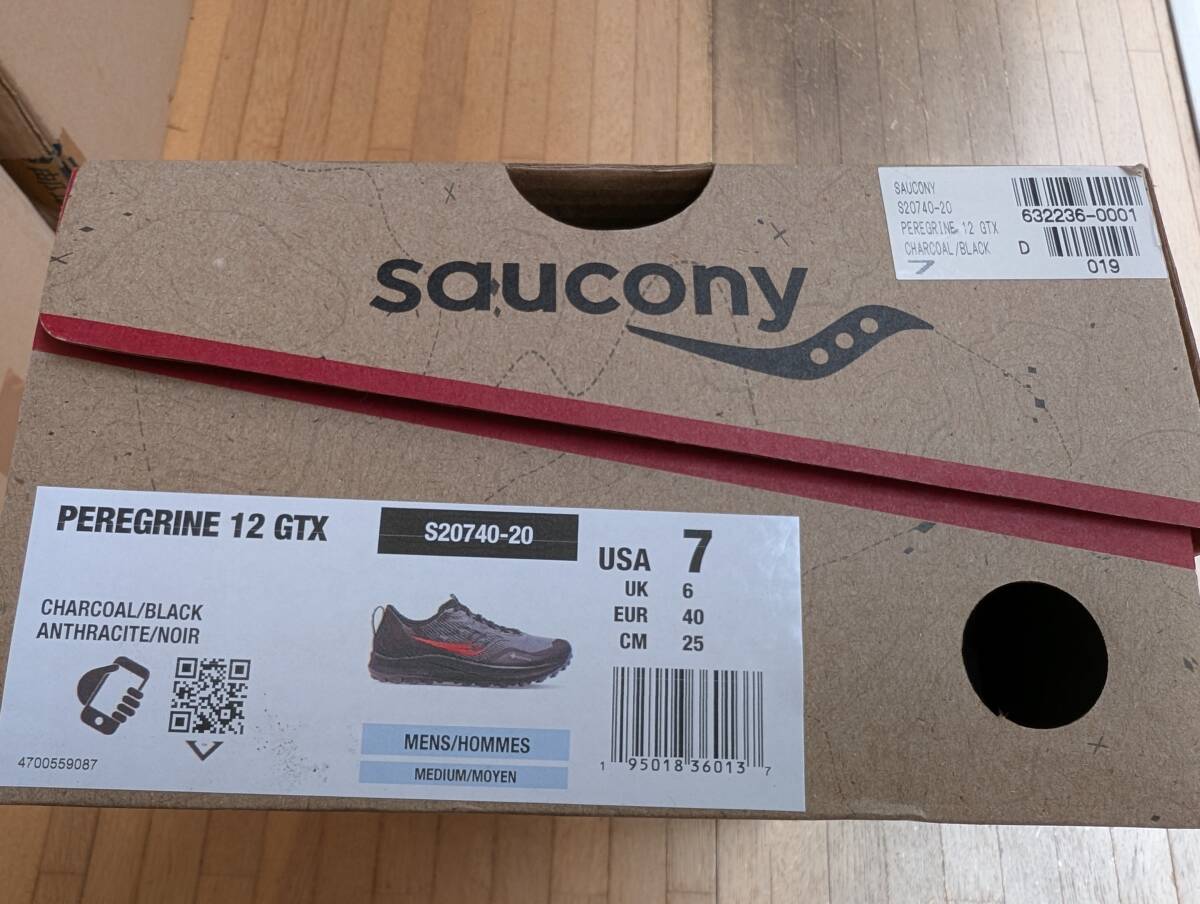 SAUCONY
S20740-20
PEREGRINE 12 GTX
CHARCOAL/BLACK D
7
632236-0001
019
saucony
PEREGRINE 12 GTX
S20740-20
USA 7
UK 6
EUR 40
CM 25
CHARCOAL/BLACK
ANTHRACITE/NOIR
MENS/HOMMES
MEDIUM/MOYEN
4700559087
1 95018 36013 7